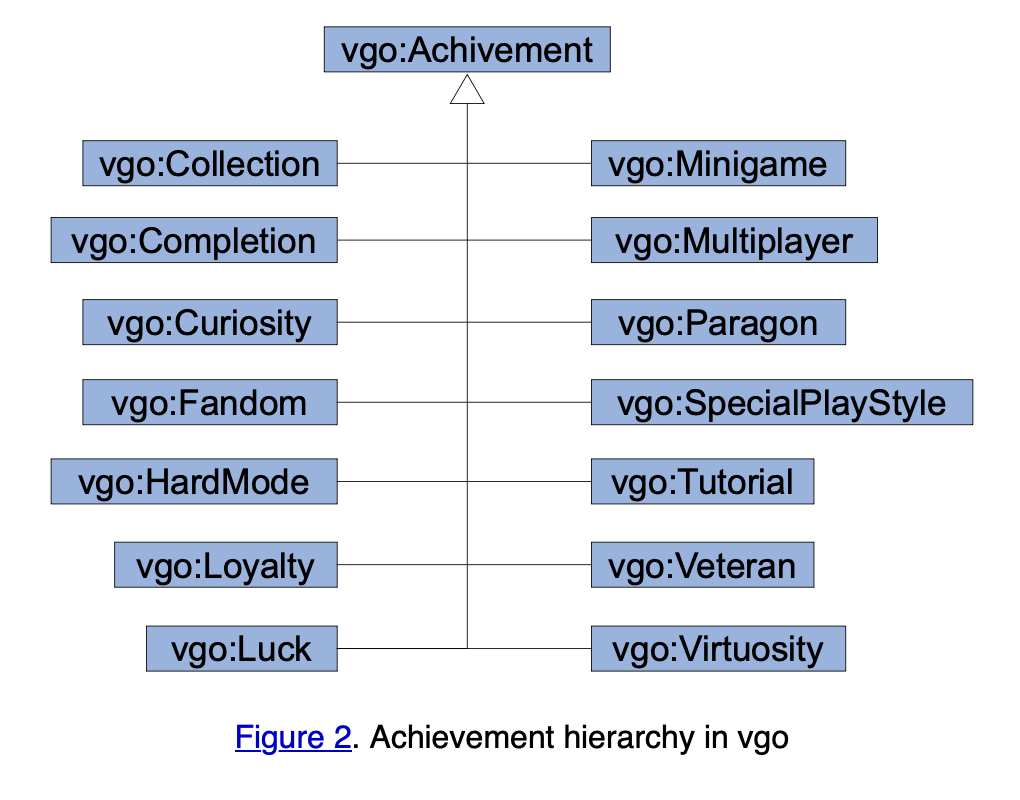 vgo:Achivement
vgo:Collection
vgo:Minigame
vgo:Completion
vgo:Multiplayer
vgo:Curiosity
vgo:Paragon
vgo:Fandom
vgo:SpecialPlayStyle
vgo:HardMode
vgo:Tutorial
vgo:Loyalty
vgo:Veteran
vgo:Luck
vgo:Virtuosity
Figure 2. Achievement hierarchy in vgo